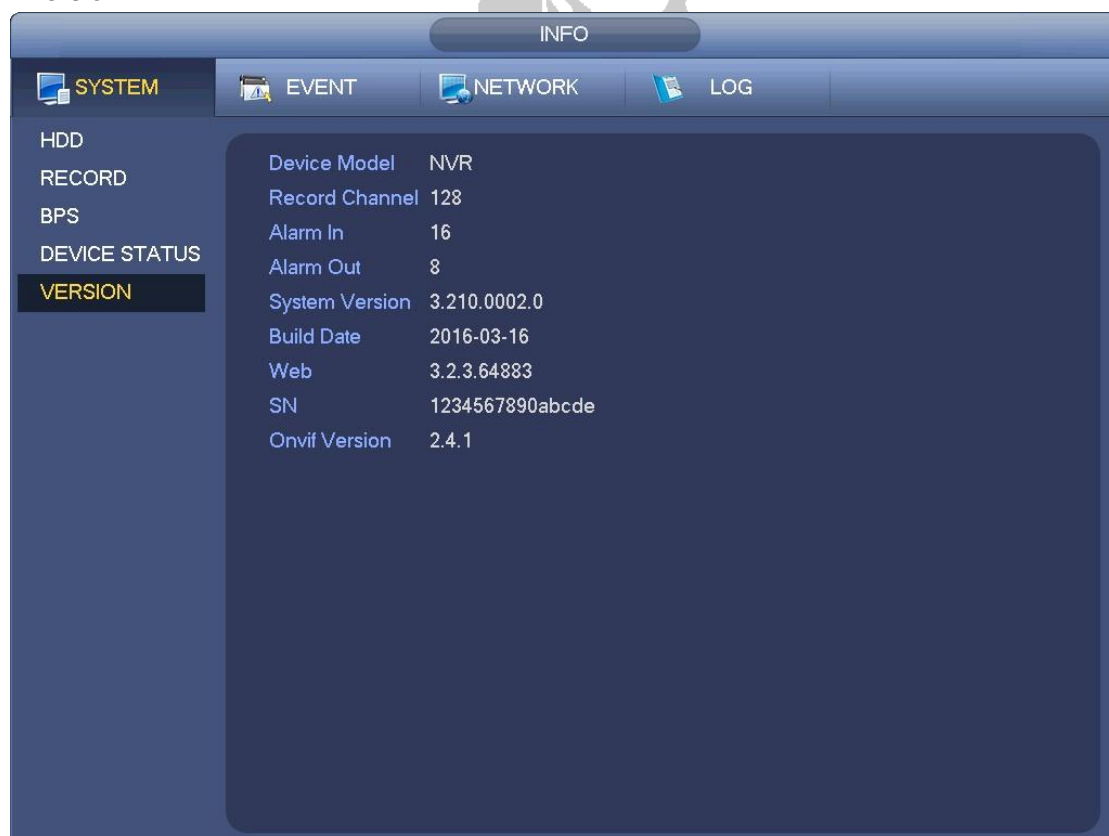 INFO
SYSTEM EVENT NETWORK LOG
HDD
RECORD
BPS
DEVICE STATUS
VERSION
Device Model NVR
Record Channel 128
Alarm In 16
Alarm Out 8
System Version 3.210.0002.0
Build Date 2016-03-16
Web 3.2.3.64883
SN 1234567890abcde
Onvif Version 2.4.1